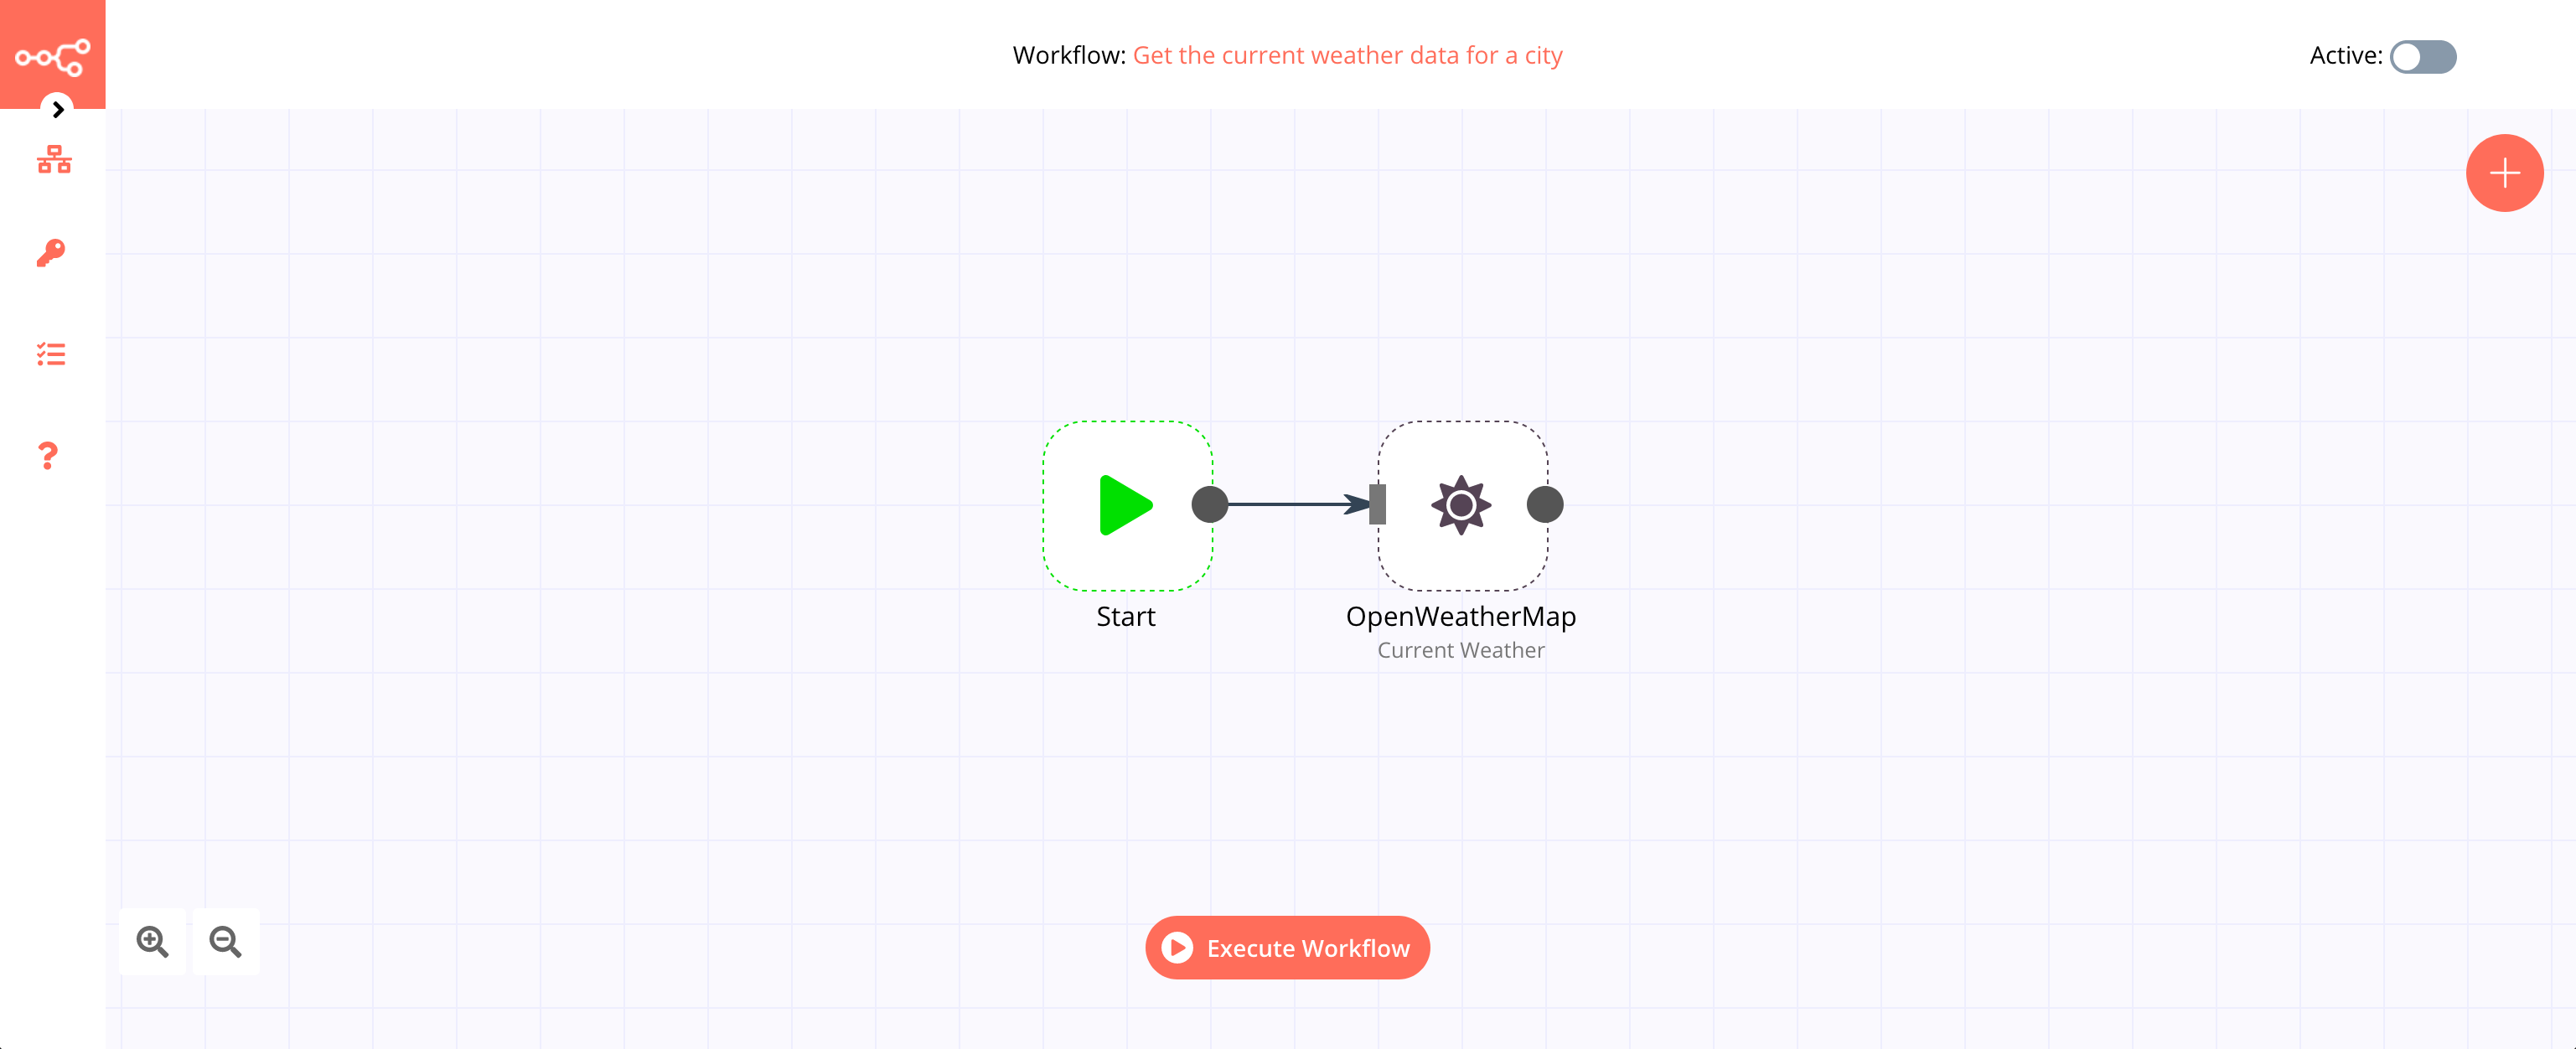 Workflow: Get the current weather data for a city
Active:
Start
OpenWeatherMap
Current Weather
Execute Workflow